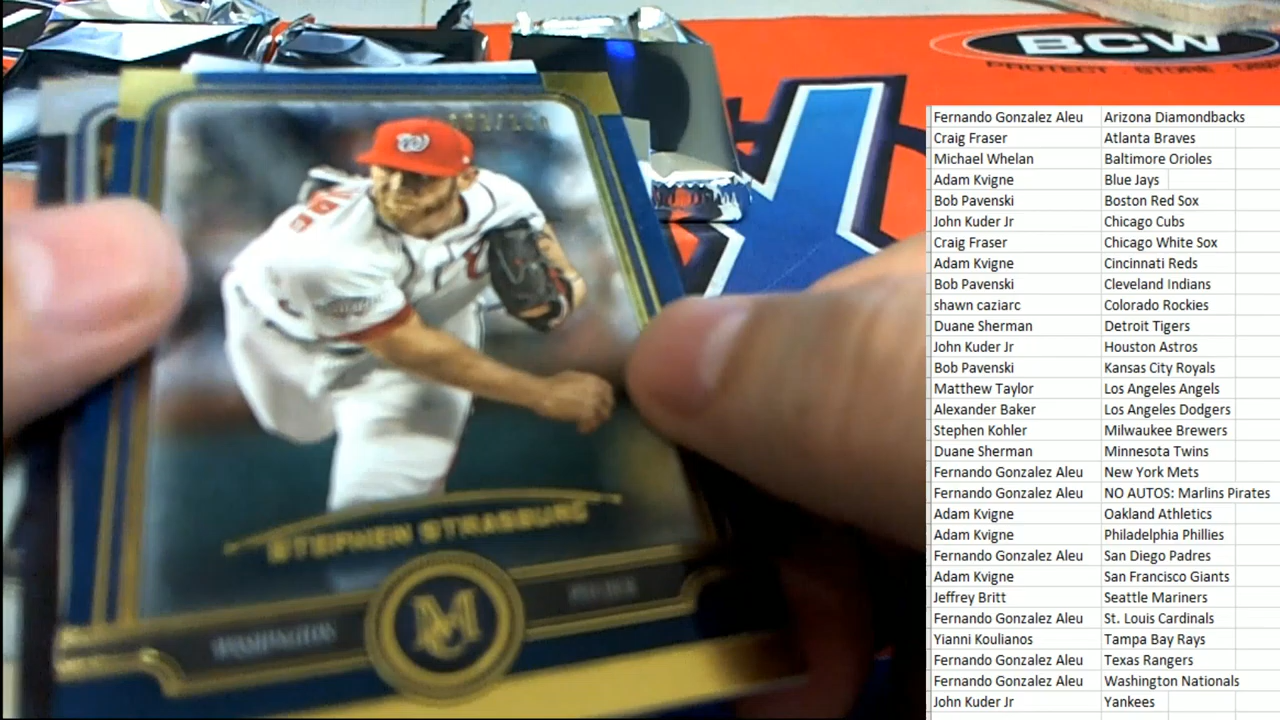 BCW
PROTECT . STORE
STEPHEN STRASBURG
WASHINGTON
PITCHER
MC
W
Fernando Gonzalez Aleu Arizona Diamondbacks
Craig Fraser Atlanta Braves
Michael Whelan Baltimore Orioles
Adam Kvigne Blue Jays
Bob Pavenski Boston Red Sox
John Kuder Jr Chicago Cubs
Craig Fraser Chicago White Sox
Adam Kvigne Cincinnati Reds
Bob Pavenski Cleveland Indians
shawn caziarc Colorado Rockies
Duane Sherman Detroit Tigers
John Kuder Jr Houston Astros
Bob Pavenski Kansas City Royals
Matthew Taylor Los Angeles Angels
Alexander Baker Los Angeles Dodgers
Stephen Kohler Milwaukee Brewers
Duane Sherman Minnesota Twins
Fernando Gonzalez Aleu New York Mets
Fernando Gonzalez Aleu NO AUTOS: Marlins Pirates
Adam Kvigne Oakland Athletics
Adam Kvigne Philadelphia Phillies
Fernando Gonzalez Aleu San Diego Padres
Adam Kvigne San Francisco Giants
Jeffrey Britt Seattle Mariners
Fernando Gonzalez Aleu St. Louis Cardinals
Yianni Koulianos Tampa Bay Rays
Fernando Gonzalez Aleu Texas Rangers
Fernando Gonzalez Aleu Washington Nationals
John Kuder Jr Yankees